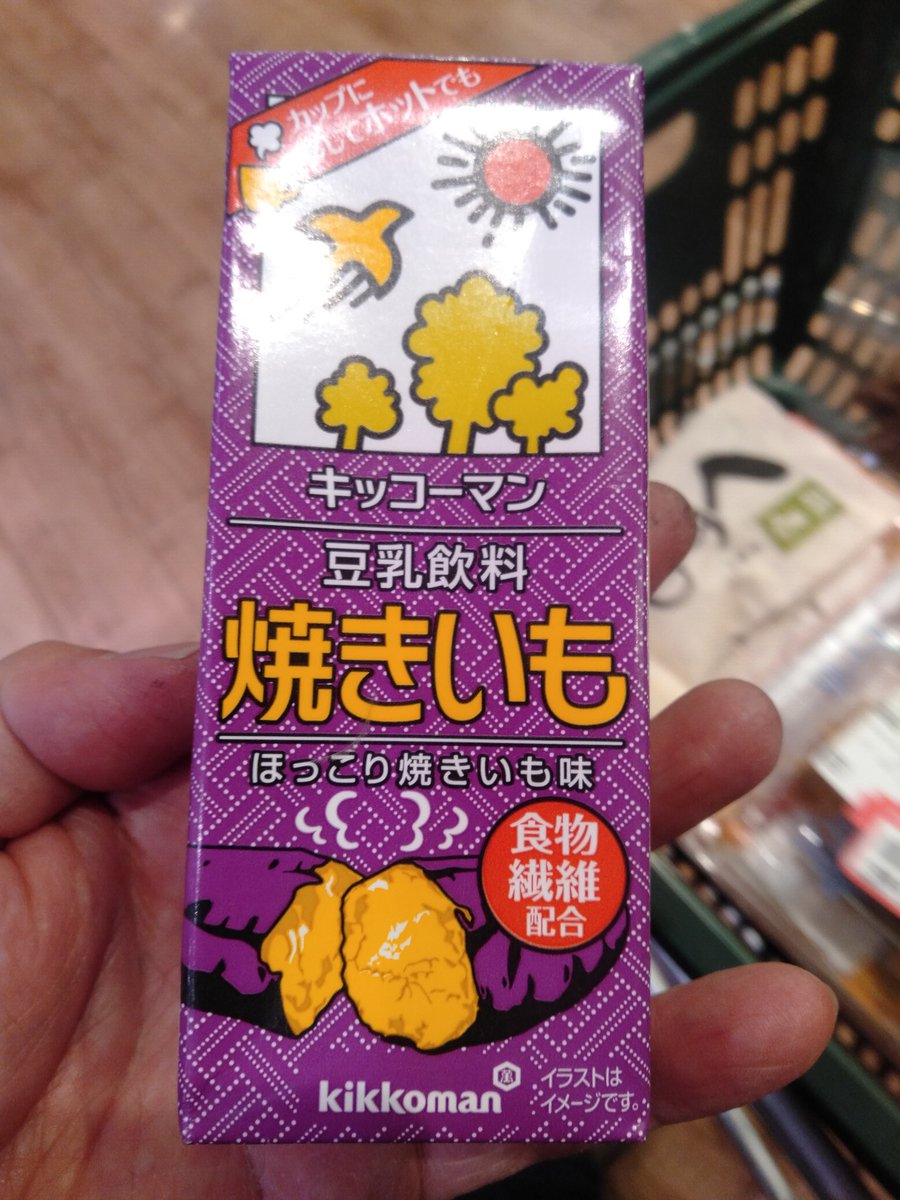 カップに
してホットでも
キッコーマン
豆乳飲料
焼きいも
ほっこり焼きいも味
食物
繊維
配合
kikkoman
イラストは
イメージです。